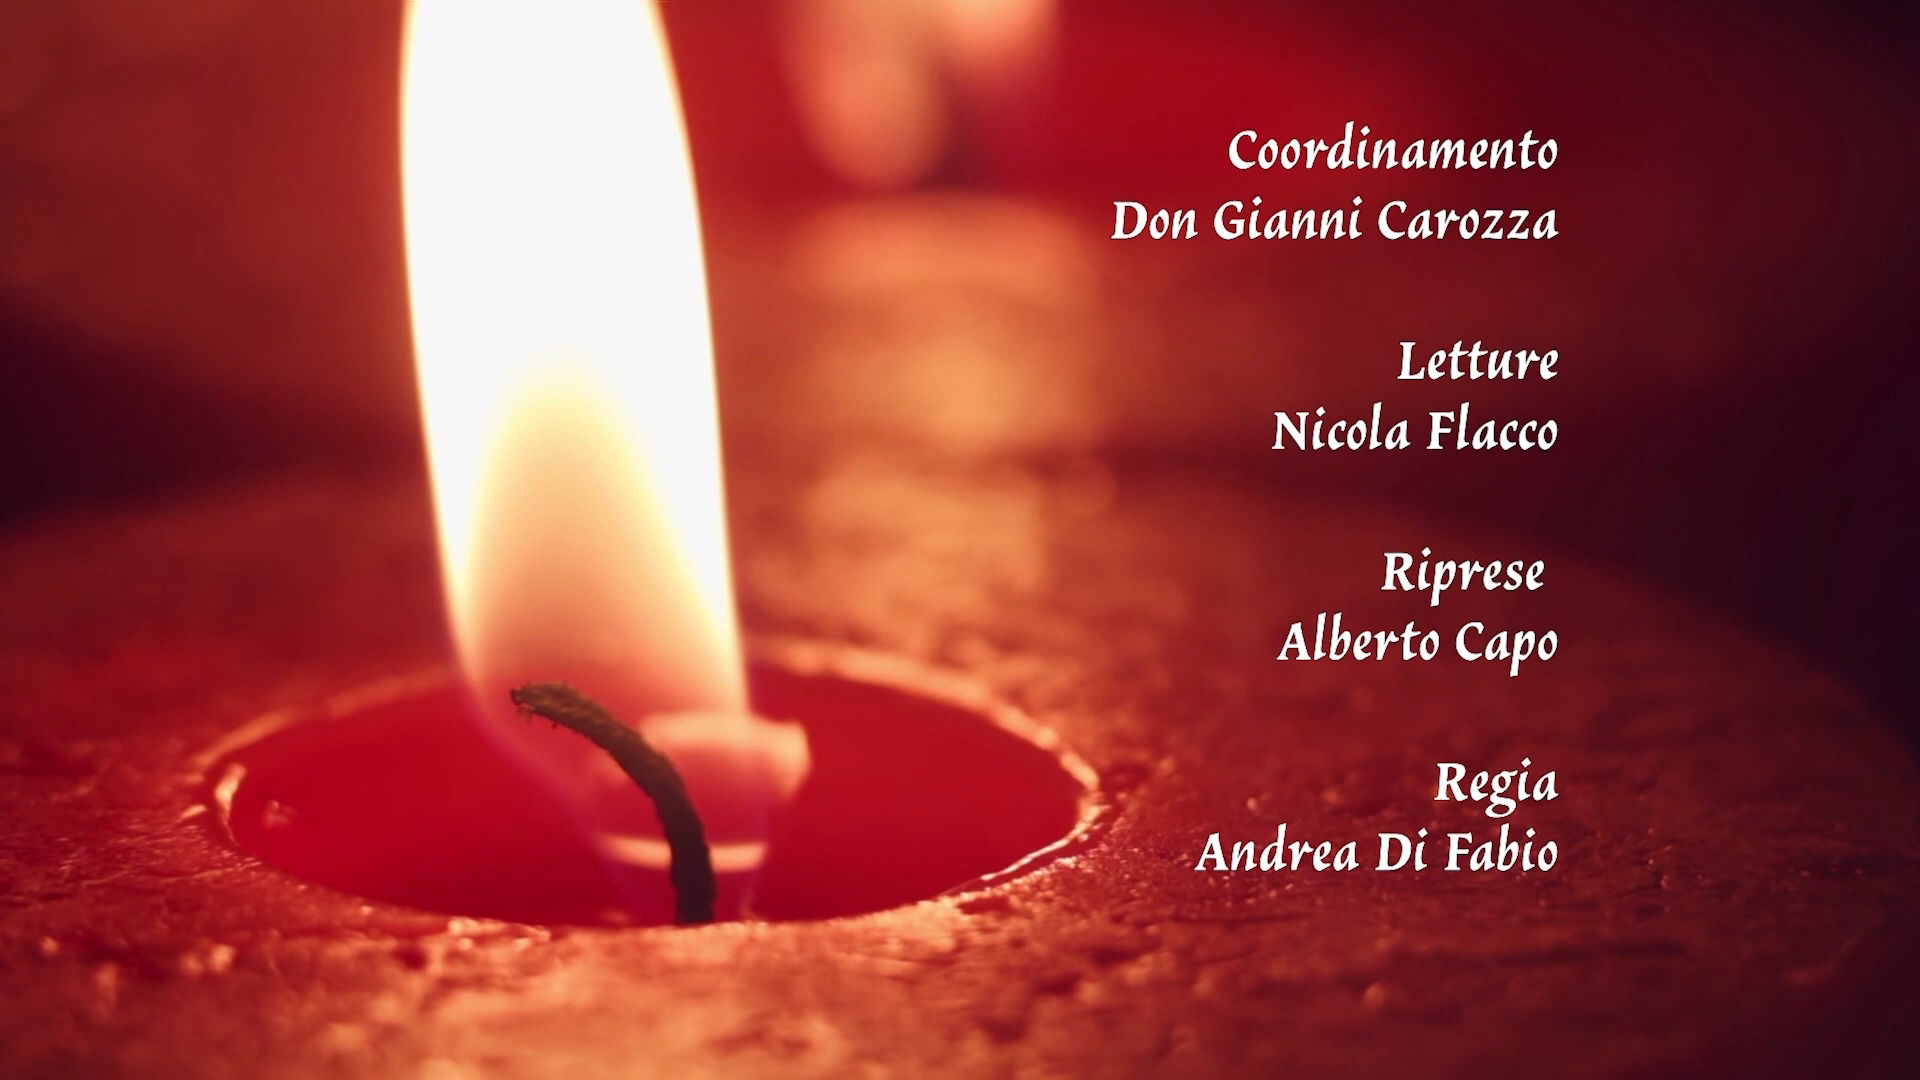 Coordinamento
Don Gianni Carozza
Letture
Nicola Flacco
Riprese
Alberto Capo
Regia
Andrea Di Fabio